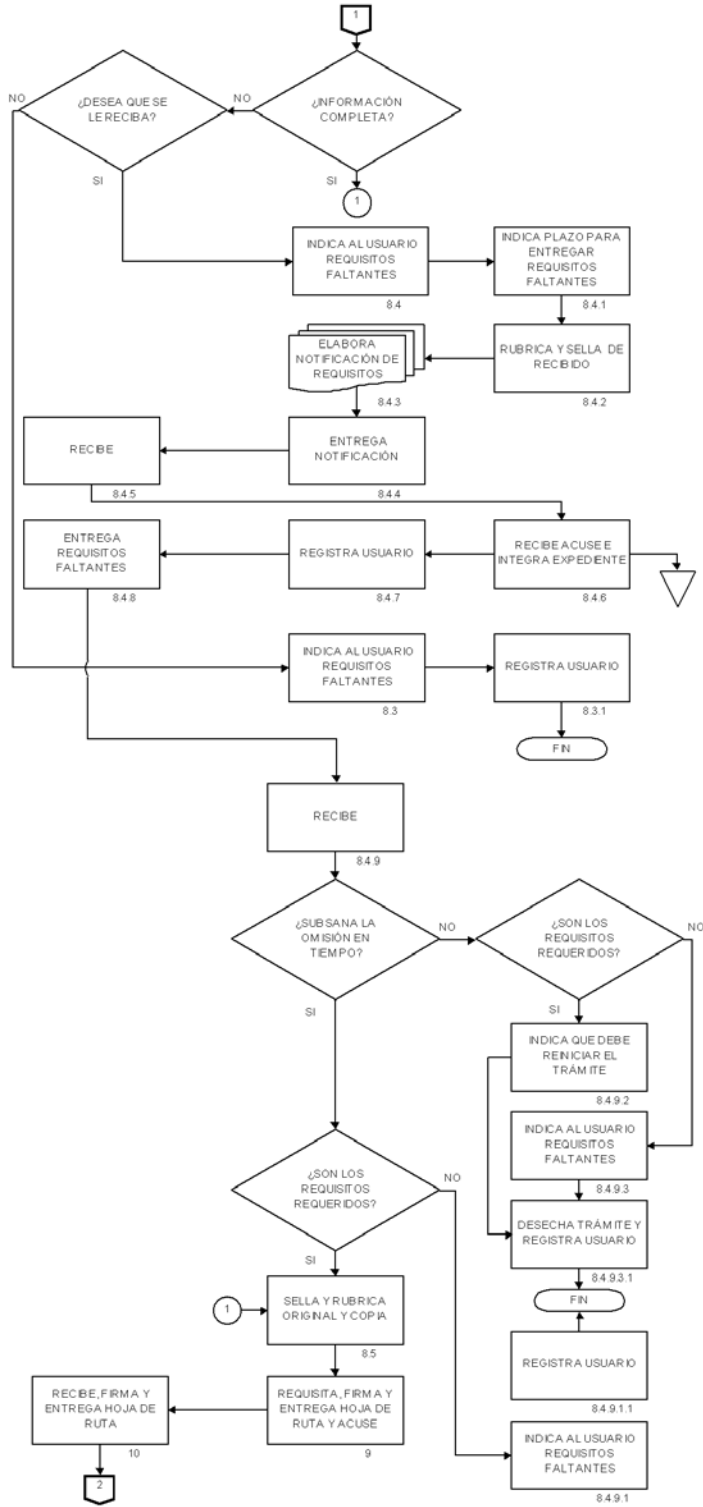 1
NO
¿DESEA QUE SE
LE RECIBA?
NO
¿INFORMACIÓN
COMPLETA?
SI
SI
1
INDICA AL USUARIO
REQUISITOS
FALTANTES
8.4
INDICA PLAZO PARA
ENTREGAR
REQUISITOS
FALTANTES
8.4.1
ELABORA
NOTIFICACIÓN DE
REQUISITOS
8.4.3
RUBRICA Y SELLA DE
RECIBIDO
8.4.2
RECIBE
8.4.5
ENTREGA
NOTIFICACIÓN
8.4.4
ENTREGA
REQUISITOS
FALTANTES
8.4.8
REGISTRA USUARIO
8.4.7
RECIBE ACUSE E
INTEGRA EXPEDIENTE
8.4.6
INDICA AL USUARIO
REQUISITOS
FALTANTES
8.3
REGISTRA USUARIO
8.3.1
FIN
RECIBE
8.4.9
¿SUBSANA LA
OMISIÓN EN
TIEMPO?
NO
¿SON LOS
REQUISITOS
REQUERIDOS?
NO
SI
SI
INDICA QUE DEBE
REINICIAR EL
TRÁMITE
8.4.9.2
INDICA AL USUARIO
REQUISITOS
FALTANTES
8.4.9.3
¿SON LOS
REQUISITOS
REQUERIDOS?
NO
SI
DESECHA TRÁMITE Y
REGISTRA USUARIO
8.4.9.3.1
FIN
1
SELLA Y RUBRICA
ORIGINAL Y COPIA
8.5
REGISTRA USUARIO
8.4.9.1.1
RECIBE, FIRMA Y
ENTREGA HOJA DE
RUTA
10
REQUISITA, FIRMA Y
ENTREGA HOJA DE
RUTA Y ACUSE
9
INDICA AL USUARIO
REQUISITOS
FALTANTES
8.4.9.1
2